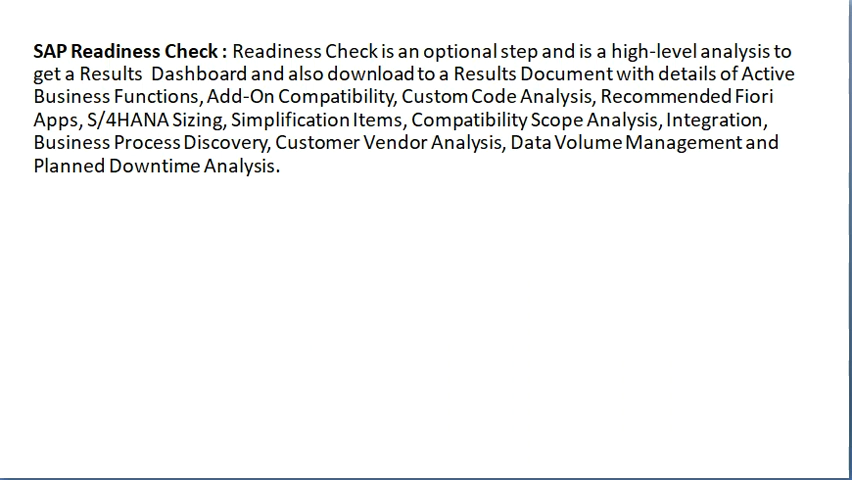 SAP Readiness Check : Readiness Check is an optional step and is a high-level analysis to
get a Results  Dashboard and also download to a Results Document with details of Active
Business Functions, Add-On Compatibility, Custom Code Analysis, Recommended Fiori
Apps, S/4HANA Sizing, Simplification Items, Compatibility Scope Analysis, Integration,
Business Process Discovery, Customer Vendor Analysis, Data Volume Management and
Planned Downtime Analysis.